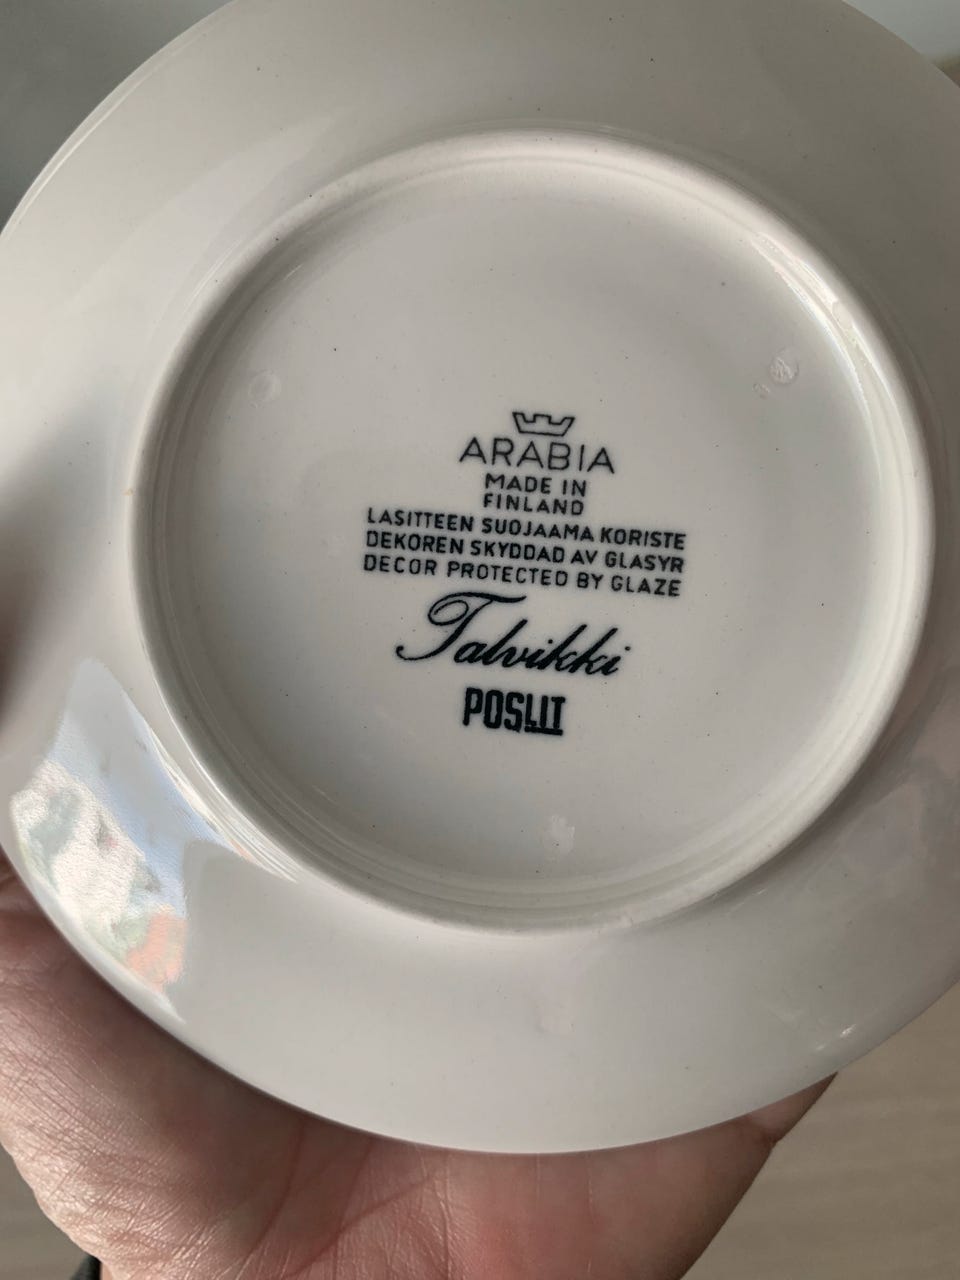 ARABIA
MADE IN
FINLAND
LASITTEEN SUOJAAMA KORISTE
DEKOREN SKYDDAD AV GLASYR
DECOR PROTECTED BY GLAZE
Talvikki
POSLIT